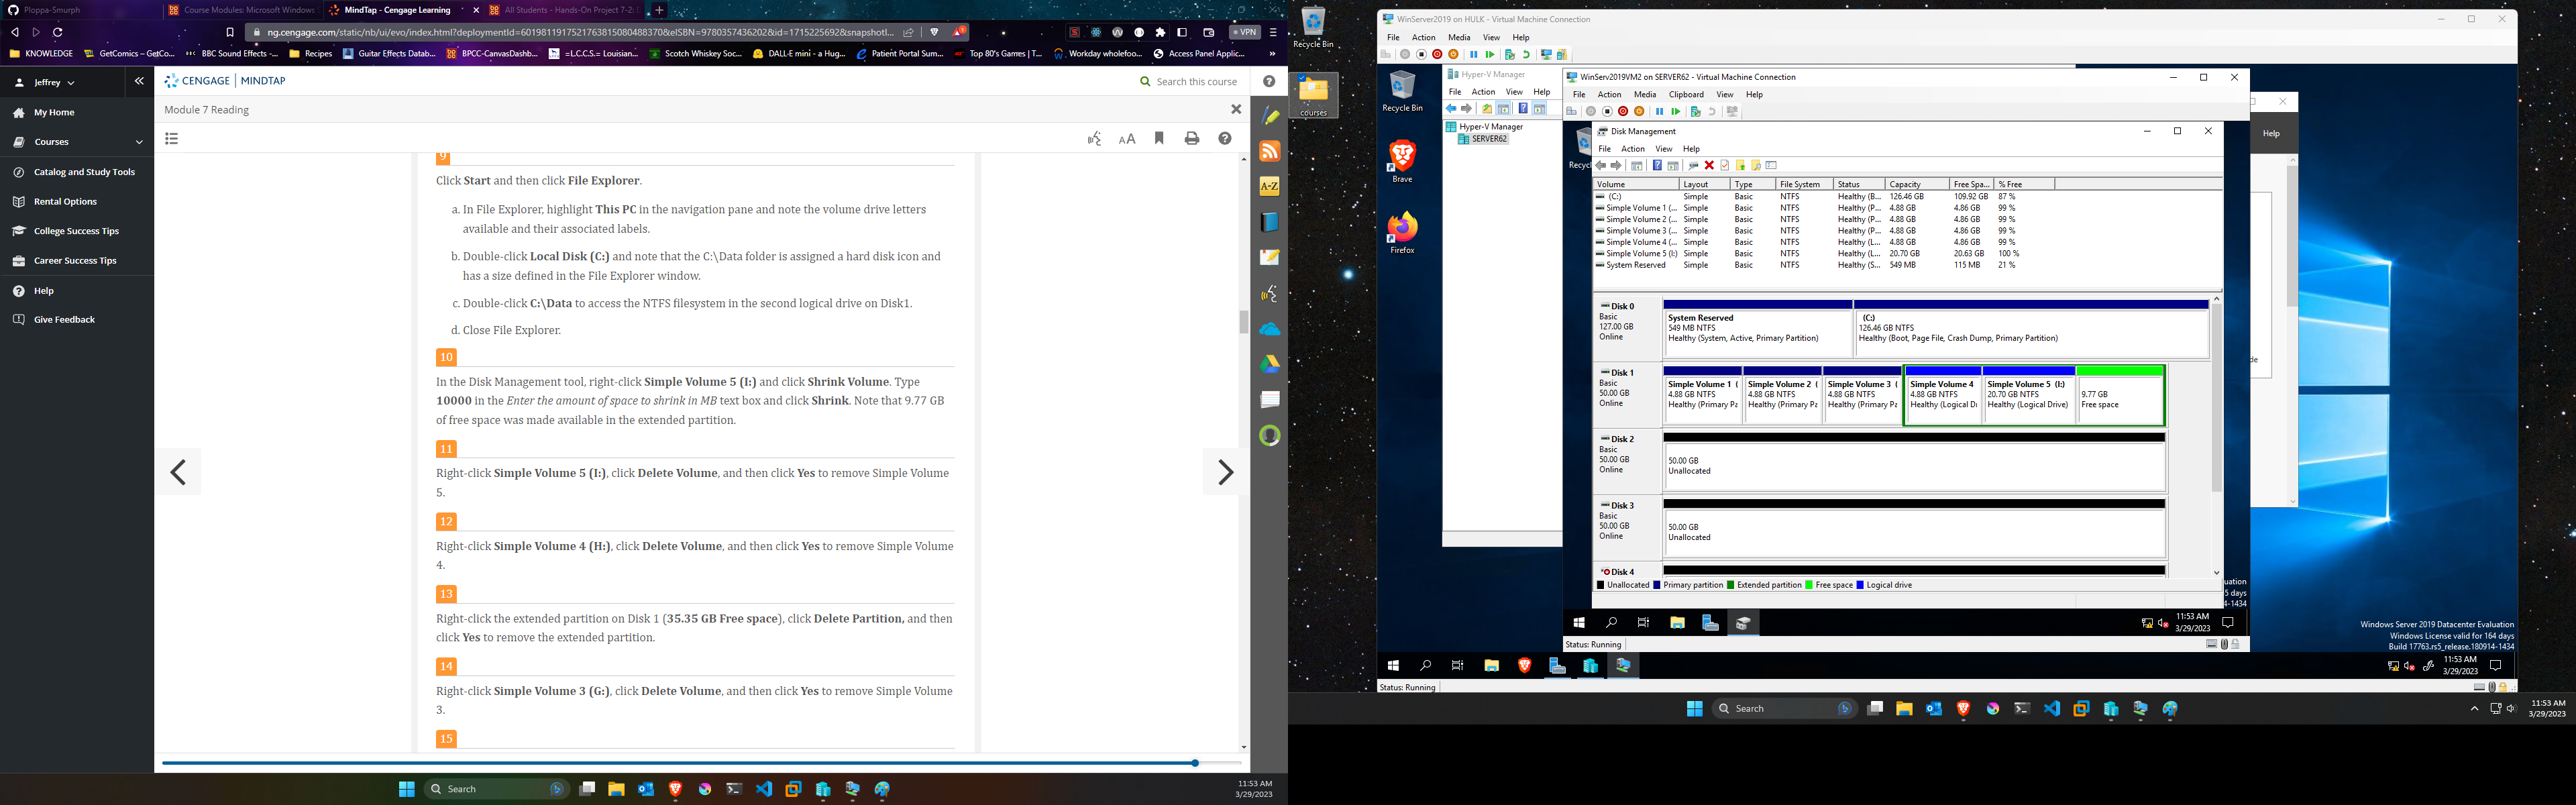 Ploppa-Smurph
Course Modules: Microsoft Windows S
MindTap - Cengage Learning
All Students - Hands-On Project 7-2: E
ng.cengage.com/static/nb/ui/evo/index.html?deploymentId=6019811917521763815080488370&eISBN=9780357436202&id=1715225692&snapshotI...
VPN
KNOWLEDGE
GetComics – GetCo...
BBC Sound Effects -...
Recipes
Guitar Effects Datab...
BPCC-CanvasDashb...
=L.C.C.S.= Louisian...
Scotch Whiskey Soc...
DALL·E mini - a Hug...
Patient Portal Sum...
Top 80's Games | T...
Workday wholefoo...
Access Panel Applic...
Jeffrey
CENGAGE | MINDTAP
Search this course
My Home
Courses
Catalog and Study Tools
Rental Options
College Success Tips
Career Success Tips
Help
Give Feedback
Module 7 Reading
AA
A-Z
9
Click Start and then click File Explorer.
a. In File Explorer, highlight This PC in the navigation pane and note the volume drive letters
available and their associated labels.
b. Double-click Local Disk (C:) and note that the C:\Data folder is assigned a hard disk icon and
has a size defined in the File Explorer window.
c. Double-click C:\Data to access the NTFS filesystem in the second logical drive on Disk1.
d. Close File Explorer.
10
In the Disk Management tool, right-click Simple Volume 5 (I:) and click Shrink Volume. Type
10000 in the Enter the amount of space to shrink in MB text box and click Shrink. Note that 9.77 GB
of free space was made available in the extended partition.
11
Right-click Simple Volume 5 (I:), click Delete Volume, and then click Yes to remove Simple Volume
5.
12
Right-click Simple Volume 4 (H:), click Delete Volume, and then click Yes to remove Simple Volume
4.
13
Right-click the extended partition on Disk 1 (35.35 GB Free space), click Delete Partition, and then
click Yes to remove the extended partition.
14
Right-click Simple Volume 3 (G:), click Delete Volume, and then click Yes to remove Simple Volume
3.
15
Search
11:53 AM
3/29/2023
Recycle Bin
courses
WinServer2019 on HULK - Virtual Machine Connection
File Action Media View Help
Recycle Bin
Brave
Firefox
Hyper-V Manager
File Action View Help
Hyper-V Manager
SERVER62
WinServ2019VM2 on SERVER62 - Virtual Machine Connection
File Action Media Clipboard View Help
Recyc
Disk Management
File Action View Help
Volume Layout Type File System Status Capacity Free Spa... % Free
(C:) Simple Basic NTFS Healthy (B... 126.46 GB 109.92 GB 87 %
Simple Volume 1 (... Simple Basic NTFS Healthy (P... 4.88 GB 4.86 GB 99 %
Simple Volume 2 (... Simple Basic NTFS Healthy (P... 4.88 GB 4.86 GB 99 %
Simple Volume 3 (... Simple Basic NTFS Healthy (P... 4.88 GB 4.86 GB 99 %
Simple Volume 4 (... Simple Basic NTFS Healthy (L... 4.88 GB 4.86 GB 99 %
Simple Volume 5 (I:) Simple Basic NTFS Healthy (L... 20.70 GB 20.63 GB 100 %
System Reserved Simple Basic NTFS Healthy (S... 549 MB 115 MB 21 %
Disk 0
Basic
127.00 GB
Online
System Reserved
549 MB NTFS
Healthy (System, Active, Primary Partition)
(C:)
126.46 GB NTFS
Healthy (Boot, Page File, Crash Dump, Primary Partition)
Disk 1
Basic
50.00 GB
Online
Simple Volume 1 (
4.88 GB NTFS
Healthy (Primary Pa
Simple Volume 2 (
4.88 GB NTFS
Healthy (Primary Pa
Simple Volume 3 (
4.88 GB NTFS
Healthy (Primary Pa
Simple Volume 4
4.88 GB NTFS
Healthy (Logical Di
Simple Volume 5 (I:)
20.70 GB NTFS
Healthy (Logical Drive)
9.77 GB
Free space
Disk 2
Basic
50.00 GB
Online
50.00 GB
Unallocated
Disk 3
Basic
50.00 GB
Online
50.00 GB
Unallocated
Disk 4
Unallocated Primary partition Extended partition Free space Logical drive
Help
de
uation
5 days
4-1434
11:53 AM
3/29/2023
Status: Running
Windows Server 2019 Datacenter Evaluation
Windows License valid for 164 days
Build 17763.rs5_release.180914-1434
11:53 AM
3/29/2023
Status: Running
Search
11:53 AM
3/29/2023